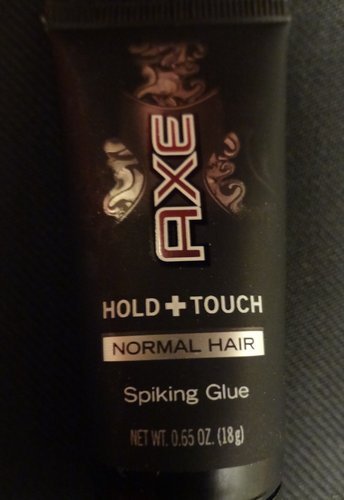 AXE
HOLD + TOUCH
NORMAL HAIR
Spiking Glue
NET WT. 0.65 OZ. (18g)